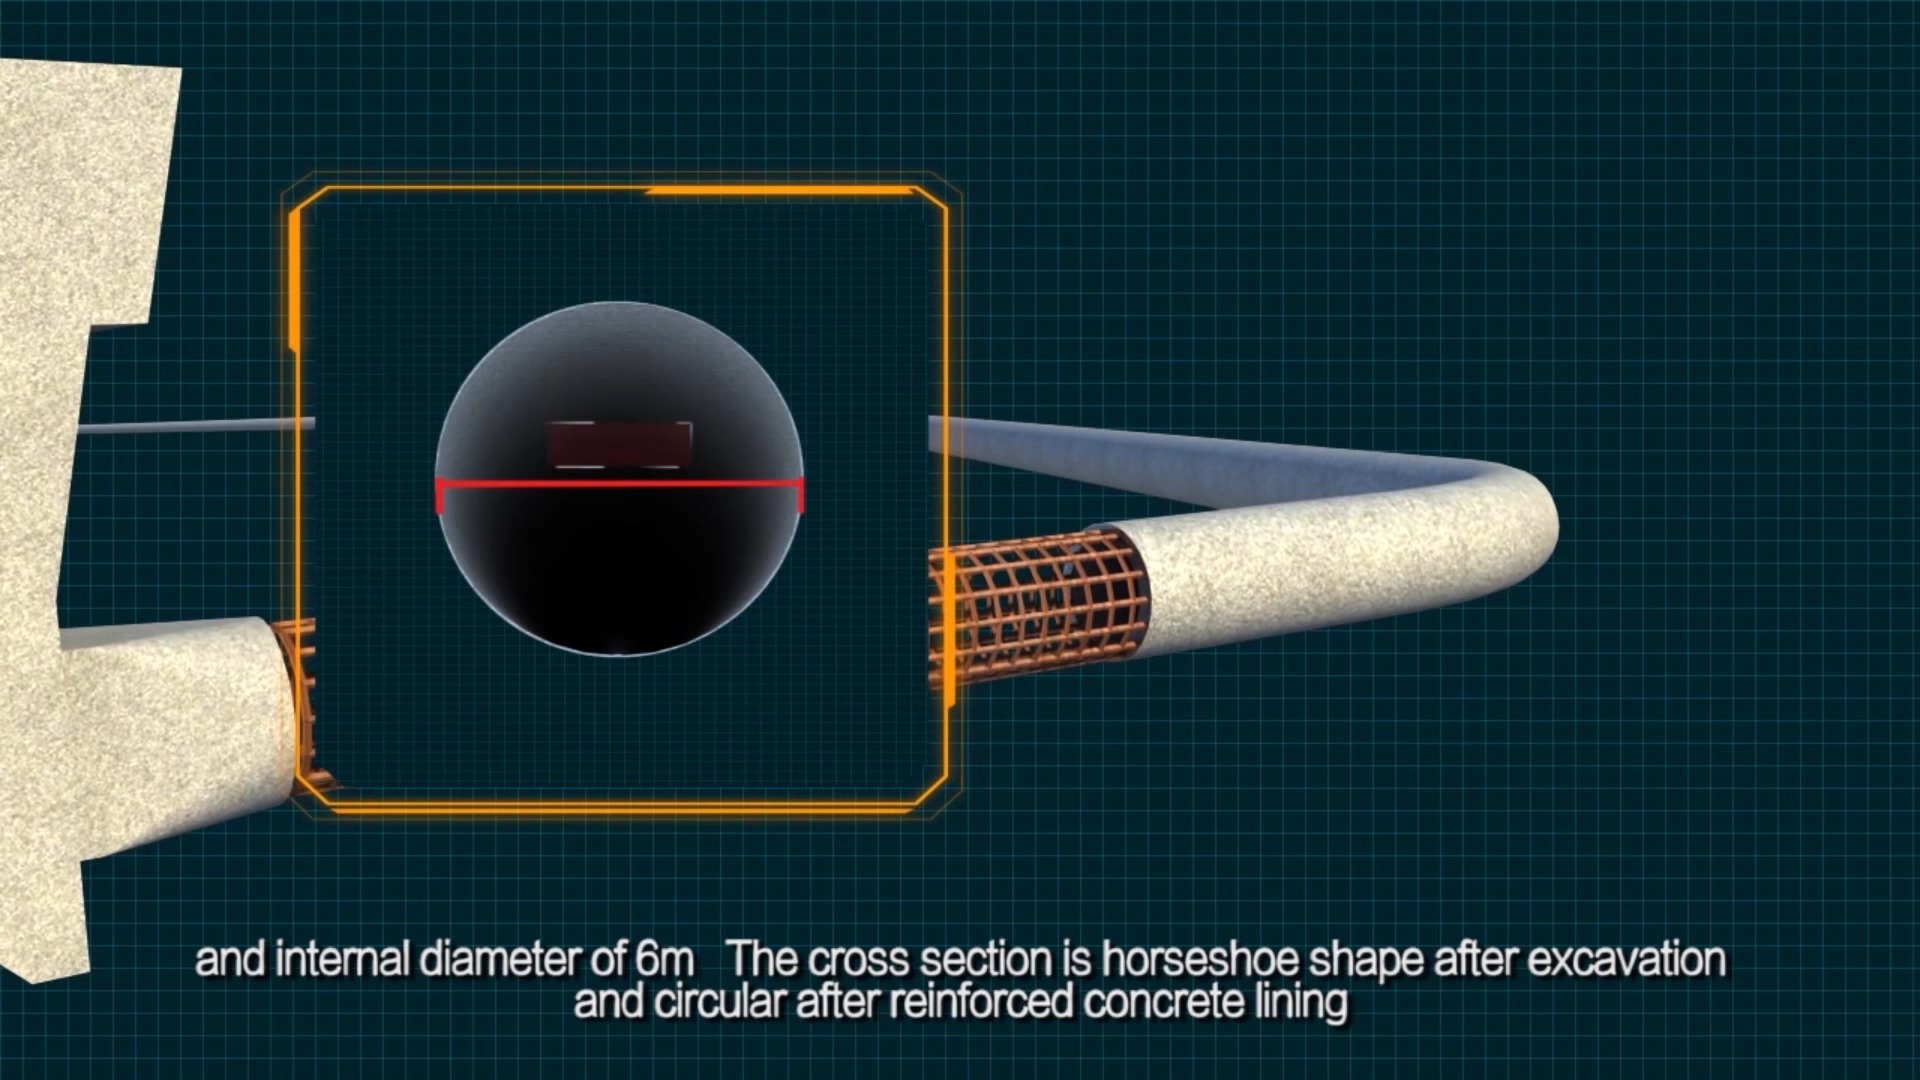 and internal diameter of 6m The cross section is horseshoe shape after excavation
and circular after reinforced concrete lining